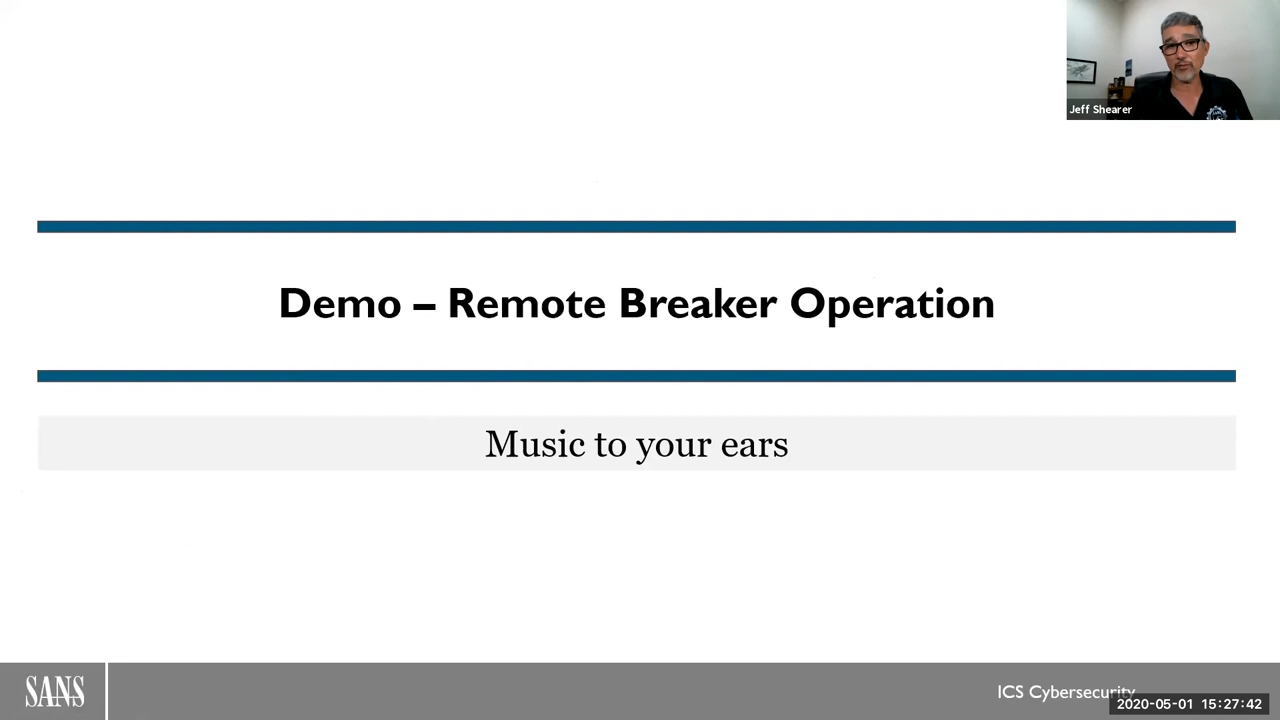 Jeff Shearer
Demo – Remote Breaker Operation
Music to your ears
SANS
ICS Cybersecurity
2020-05-01 15:27:42